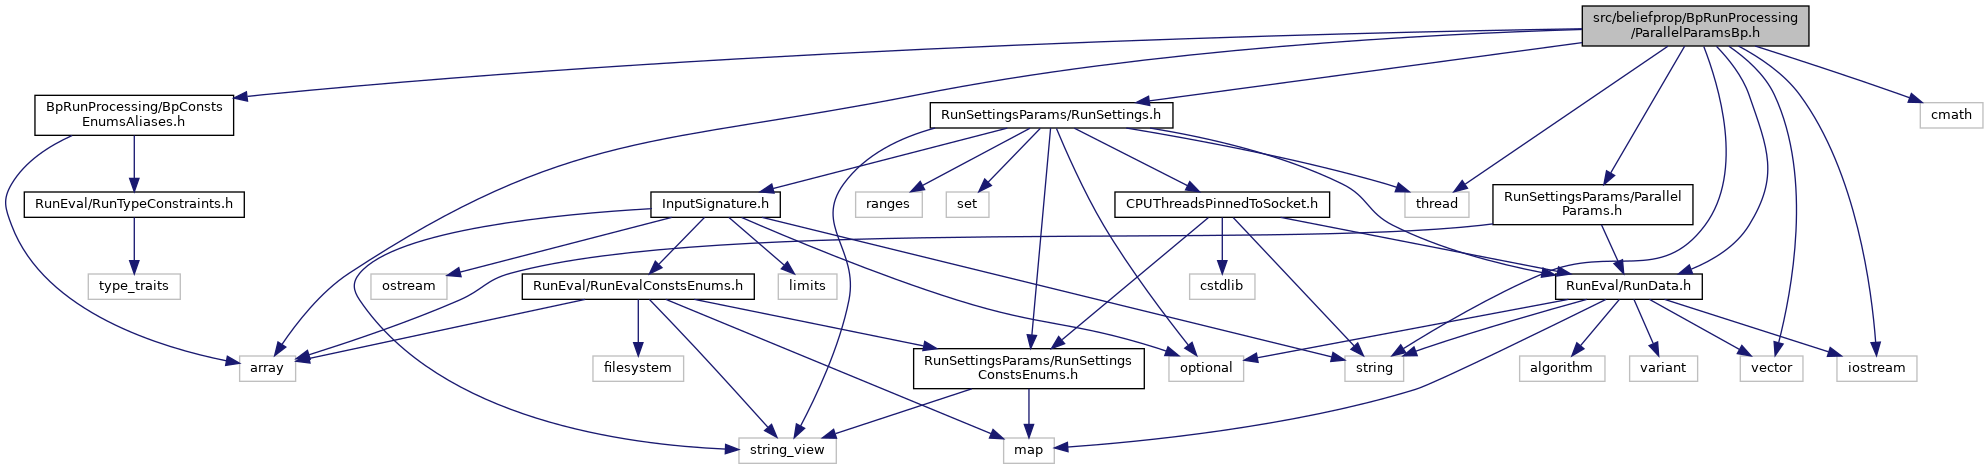 src/beliefprop/BpRunProcessing
/ParallelParamsBp.h
BpRunProcessing/BpConsts
EnumsAliases.h
RunSettingsParams/RunSettings.h
cmath
RunEval/RunTypeConstraints.h
InputSignature.h
ranges
set
CPUThreadsPinnedToSocket.h
thread
RunSettingsParams/Parallel
Params.h
type_traits
ostream
RunEval/RunEvalConstsEnums.h
limits
cstdlib
RunEval/RunData.h
array
filesystem
RunSettingsParams/RunSettings
ConstsEnums.h
optional
string
algorithm
variant
vector
iostream
string_view
map